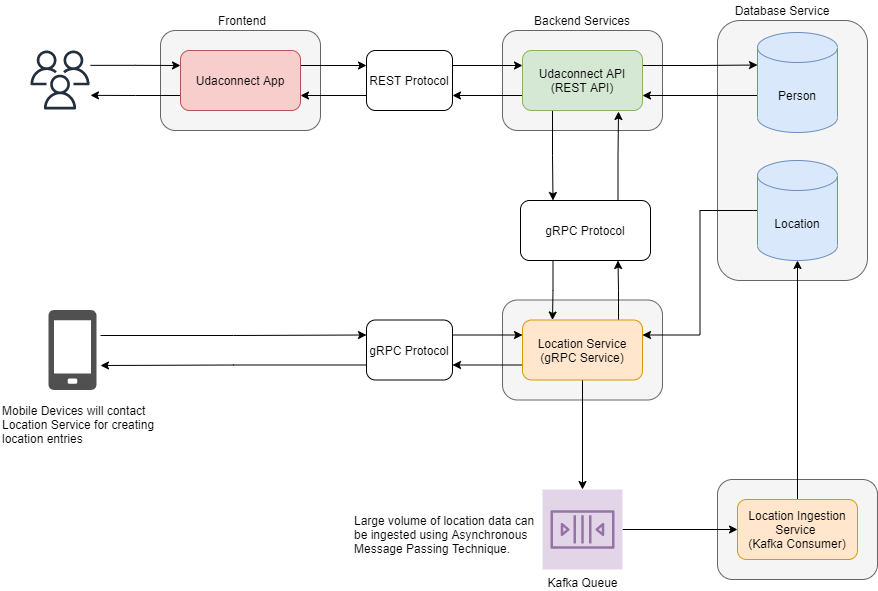 Frontend
Backend Services
Database Service
Udaconnect App
REST Protocol
Udaconnect API
(REST API)
Person
Location
gRPC Protocol
gRPC Protocol
Location Service
(gRPC Service)
Mobile Devices will contact
Location Service for creating
location entries
Large volume of location data can
be ingested using Asynchronous
Message Passing Technique.
Kafka Queue
Location Ingestion
Service
(Kafka Consumer)